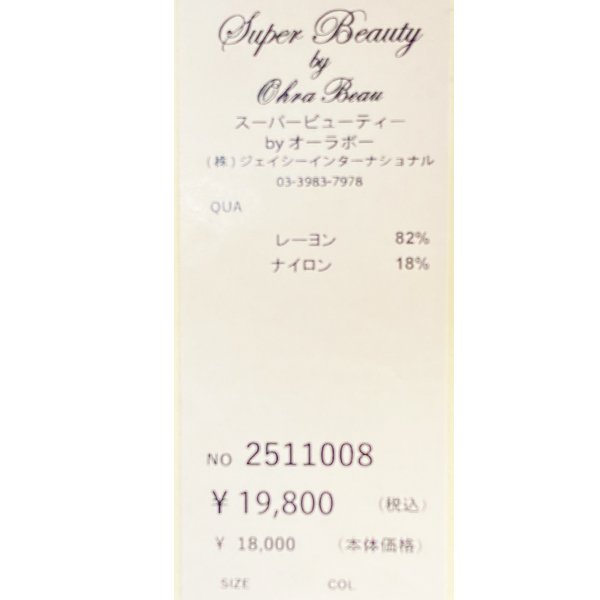 Super Beauty
by
Ohra Beau
スーパービューティー
by オーラボー
(株)ジェイシーインターナショナル
03-3983-7978
QUA
レーヨン 82%
ナイロン 18%
NO 2511008
¥ 19,800 (税込)
¥ 18,000 (本体価格)
SIZE COL